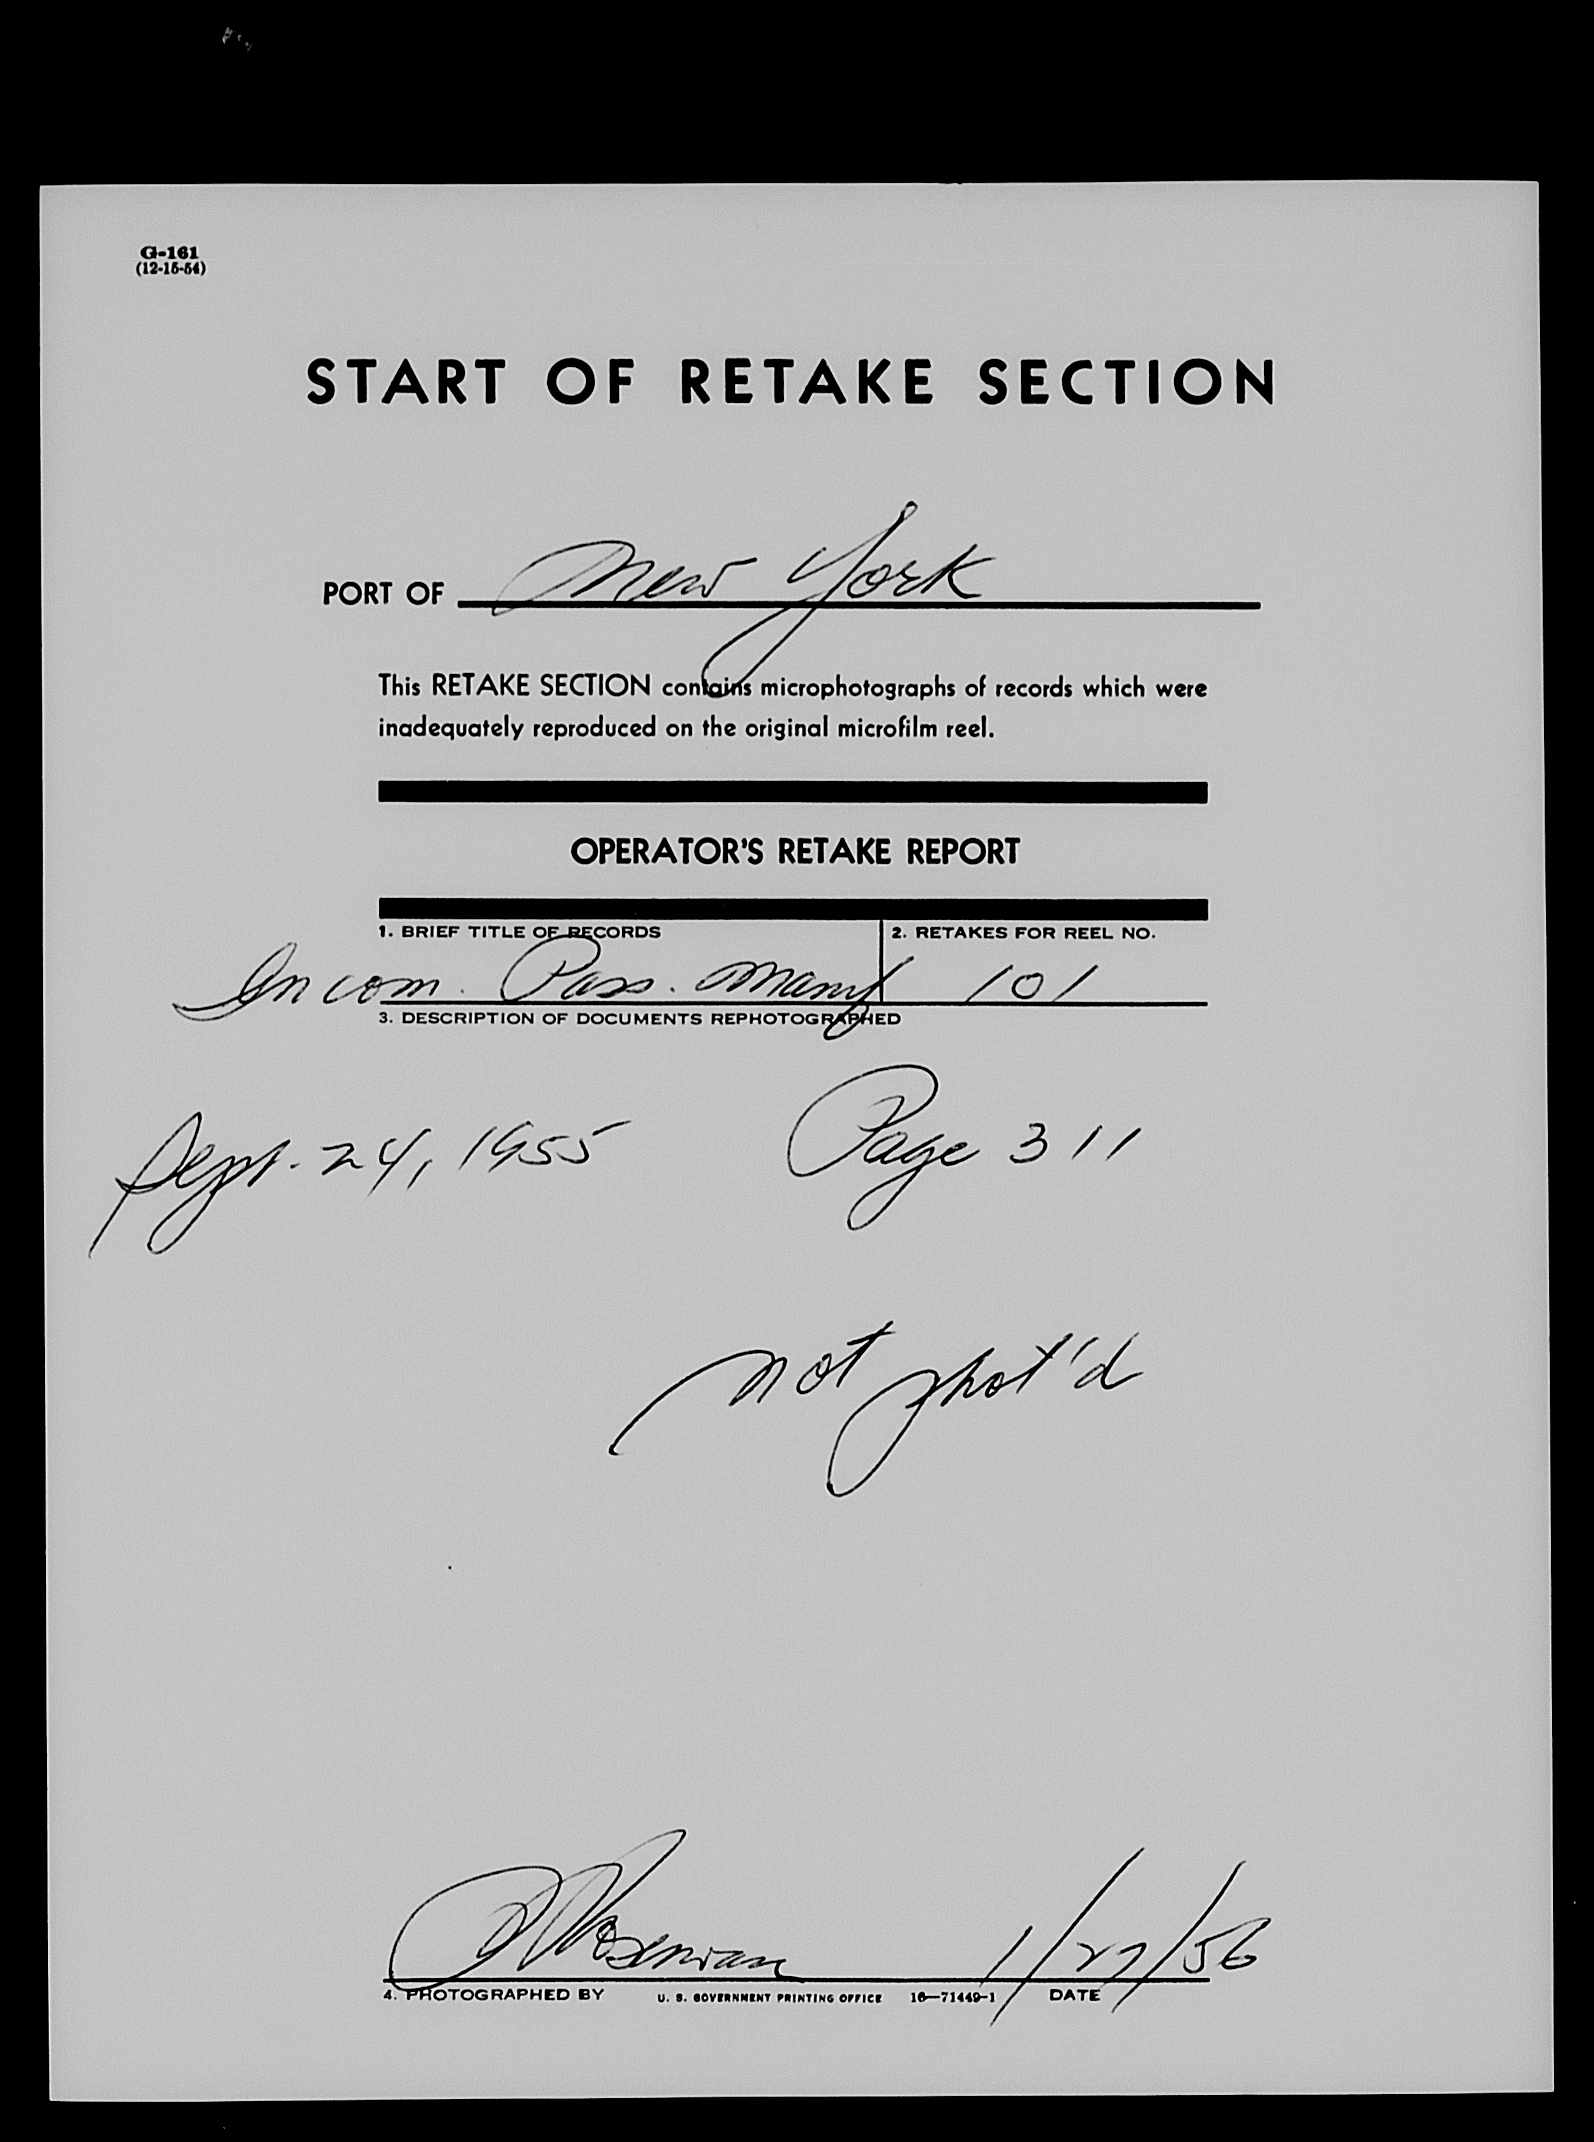 G-161
(12-15-54)
START OF RETAKE SECTION
PORT OF New York
This RETAKE SECTION contains microphotographs of records which were
inadequately reproduced on the original microfilm reel.
OPERATOR'S RETAKE REPORT
1. BRIEF TITLE OF RECORDS 2. RETAKES FOR REEL NO.
Incom. Pass. Manf 101
3. DESCRIPTION OF DOCUMENTS REPHOTOGRAPHED
Sept. 24, 1955 Page 311
not phot'd
1/27/56
4. PHOTOGRAPHED BY U. S. GOVERNMENT PRINTING OFFICE 16—71449-1 DATE